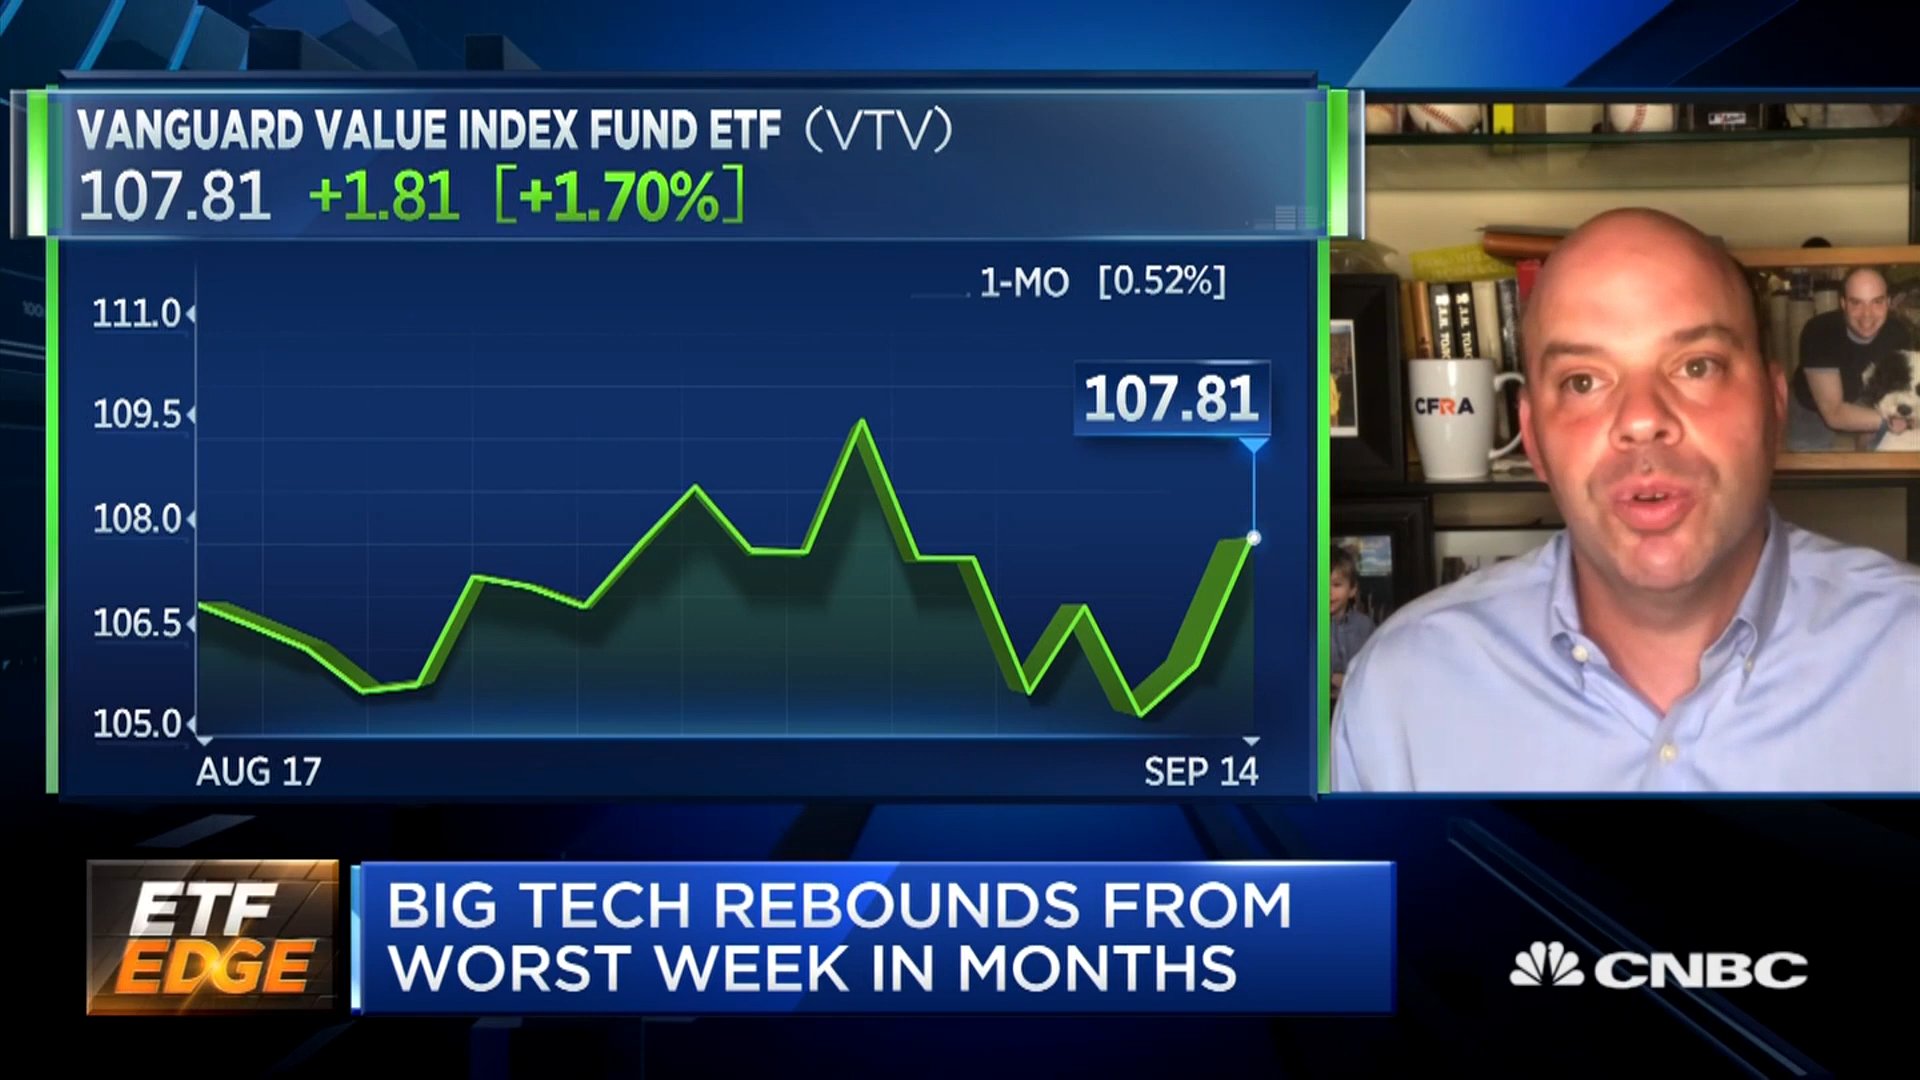 VANGUARD VALUE INDEX FUND ETF (VTV)
107.81 +1.81 [+1.70%]
1-MO [0.52%]
111.0
109.5
108.0
106.5
105.0
107.81
AUG 17
SEP 14
CFRA
ETF
EDGE
BIG TECH REBOUNDS FROM
WORST WEEK IN MONTHS
CNBC